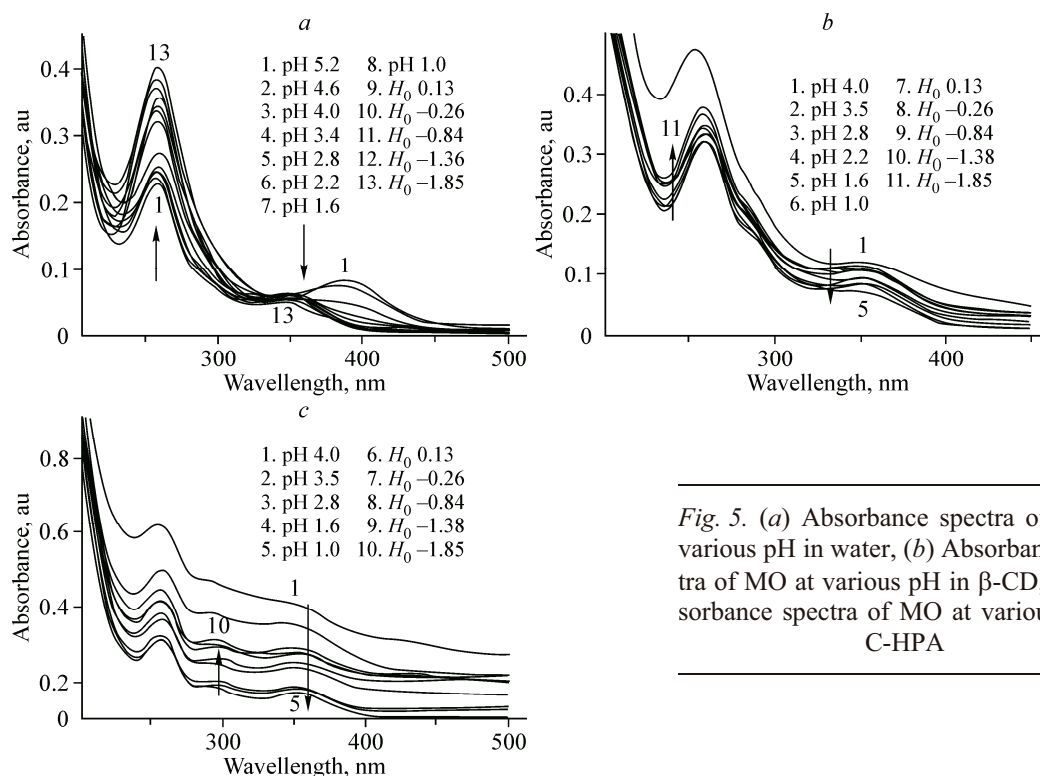 a
Absorbance, au
0.4
0.3
0.2
0.1
0
13
1
1
13
1. pH 5.2 8. pH 1.0
2. pH 4.6 9. H0 0.13
3. pH 4.0 10. H0 –0.26
4. pH 3.4 11. H0 –0.84
5. pH 2.8 12. H0 –1.36
6. pH 2.2 13. H0 –1.85
7. pH 1.6
300 400 500
Wavellength, nm
b
Absorbance, au
0.4
0.3
0.2
0.1
0
11
1
5
1. pH 4.0 7. H0 0.13
2. pH 3.5 8. H0 –0.26
3. pH 2.8 9. H0 –0.84
4. pH 2.2 10. H0 –1.38
5. pH 1.6 11. H0 –1.85
6. pH 1.0
300 400
Wavellength, nm
c
Absorbance, au
0.8
0.6
0.4
0.2
0
1
10
5
1. pH 4.0 6. H0 0.13
2. pH 3.5 7. H0 –0.26
3. pH 2.8 8. H0 –0.84
4. pH 1.6 9. H0 –1.38
5. pH 1.0 10. H0 –1.85
300 400 500
Wavellength, nm
Fig. 5. (a) Absorbance spectra o
various pH in water, (b) Absorban
tra of MO at various pH in β-CD,
sorbance spectra of MO at variou
C-HPA